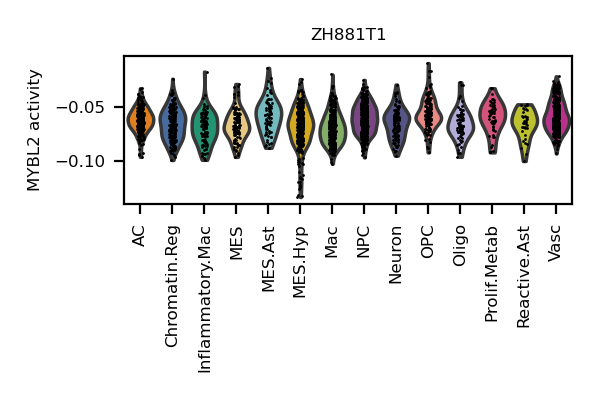 ZH881T1
MYBL2 activity
−0.05
−0.10
AC
Chromatin.Reg
Inflammatory.Mac
MES
MES.Ast
MES.Hyp
Mac
NPC
Neuron
OPC
Oligo
Prolif.Metab
Reactive.Ast
Vasc